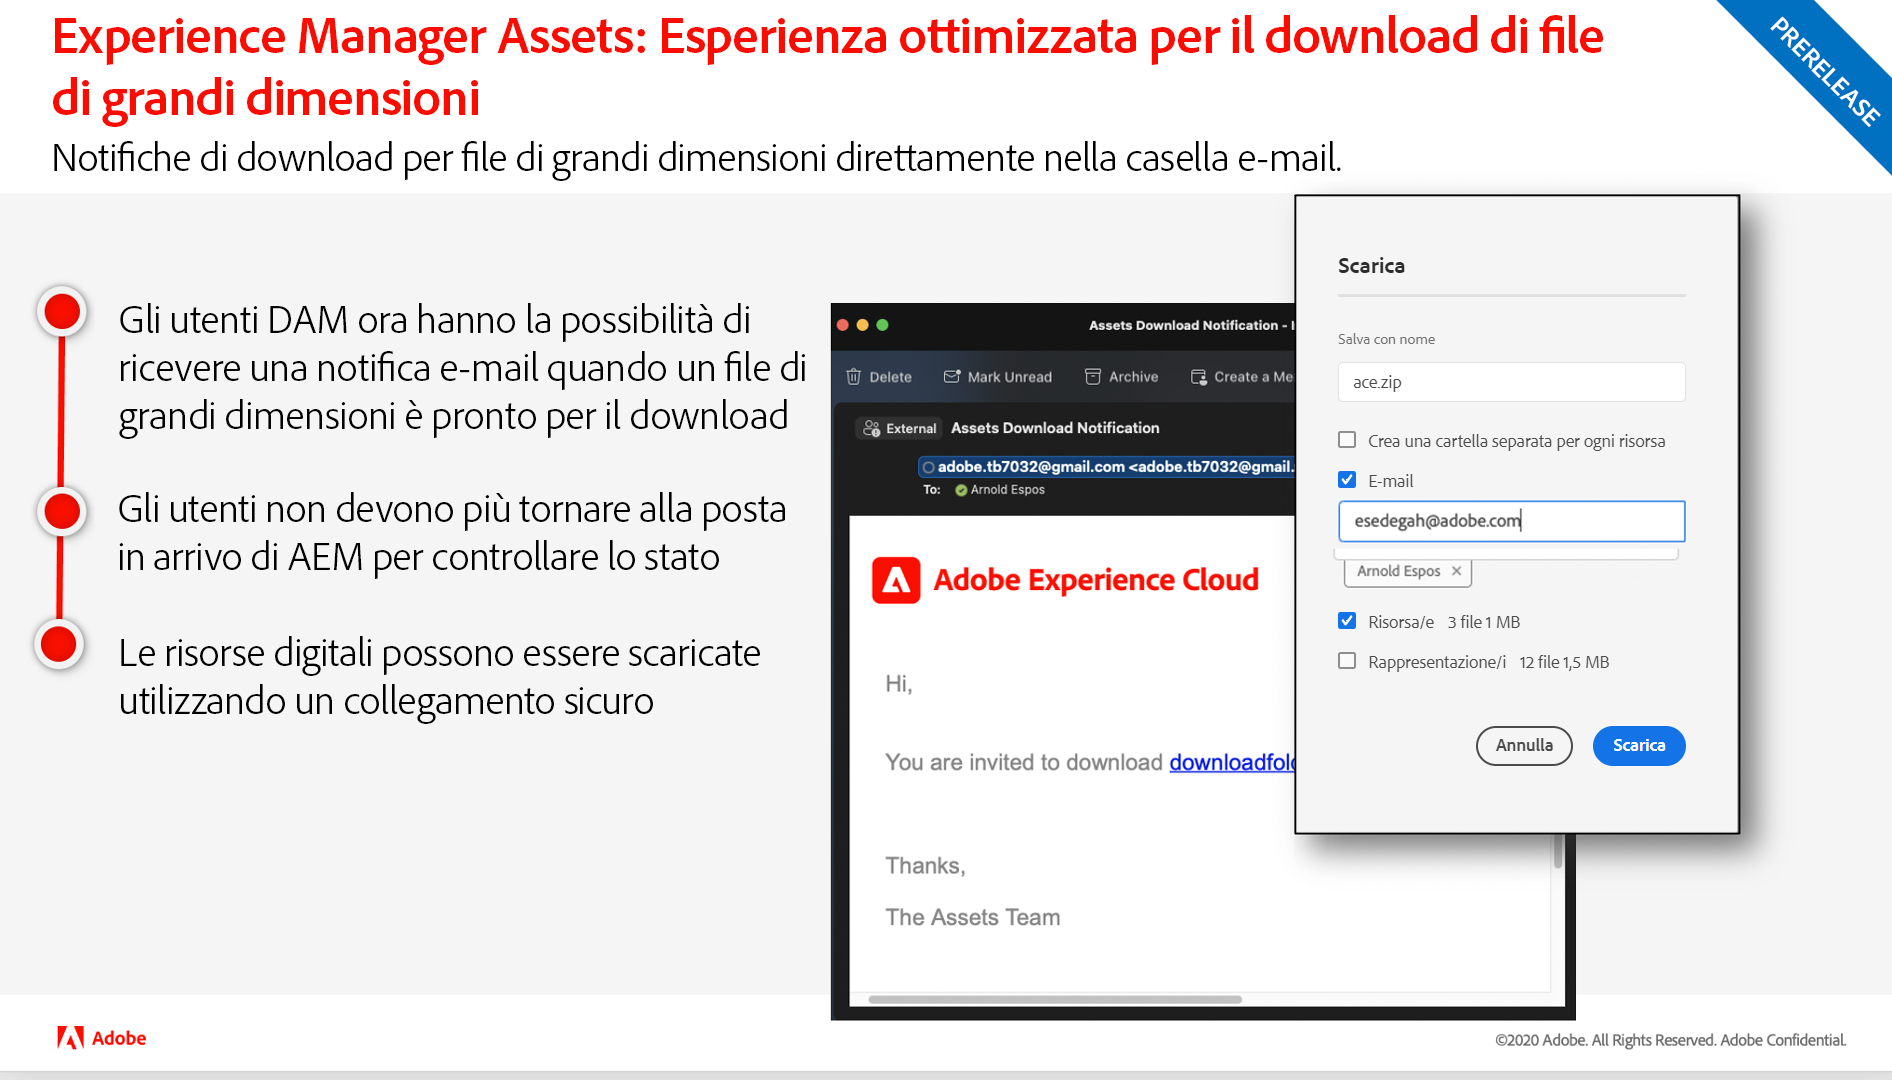 Experience Manager Assets: Esperienza ottimizzata per il download di file
di grandi dimensioni
Notifiche di download per file di grandi dimensioni direttamente nella casella e-mail.
PRERELEASE
Gli utenti DAM ora hanno la possibilità di
ricevere una notifica e-mail quando un file di
grandi dimensioni è pronto per il download
Gli utenti non devono più tornare alla posta
in arrivo di AEM per controllare lo stato
Le risorse digitali possono essere scaricate
utilizzando un collegamento sicuro
Assets Download Notification -
Delete Mark Unread Archive Create a Me
External Assets Download Notification
adobe.tb7032@gmail.com <adobe.tb7032@gmail.
To: Arnold Espos
Adobe Experience Cloud
Hi,
You are invited to download downloadfol
Thanks,
The Assets Team
Scarica
Salva con nome
ace.zip
Crea una cartella separata per ogni risorsa
E-mail
esedegah@adobe.com
Arnold Espos ×
Risorsa/e 3 file 1 MB
Rappresentazione/i 12 file 1,5 MB
Annulla Scarica
Adobe
©2020 Adobe. All Rights Reserved. Adobe Confidential.